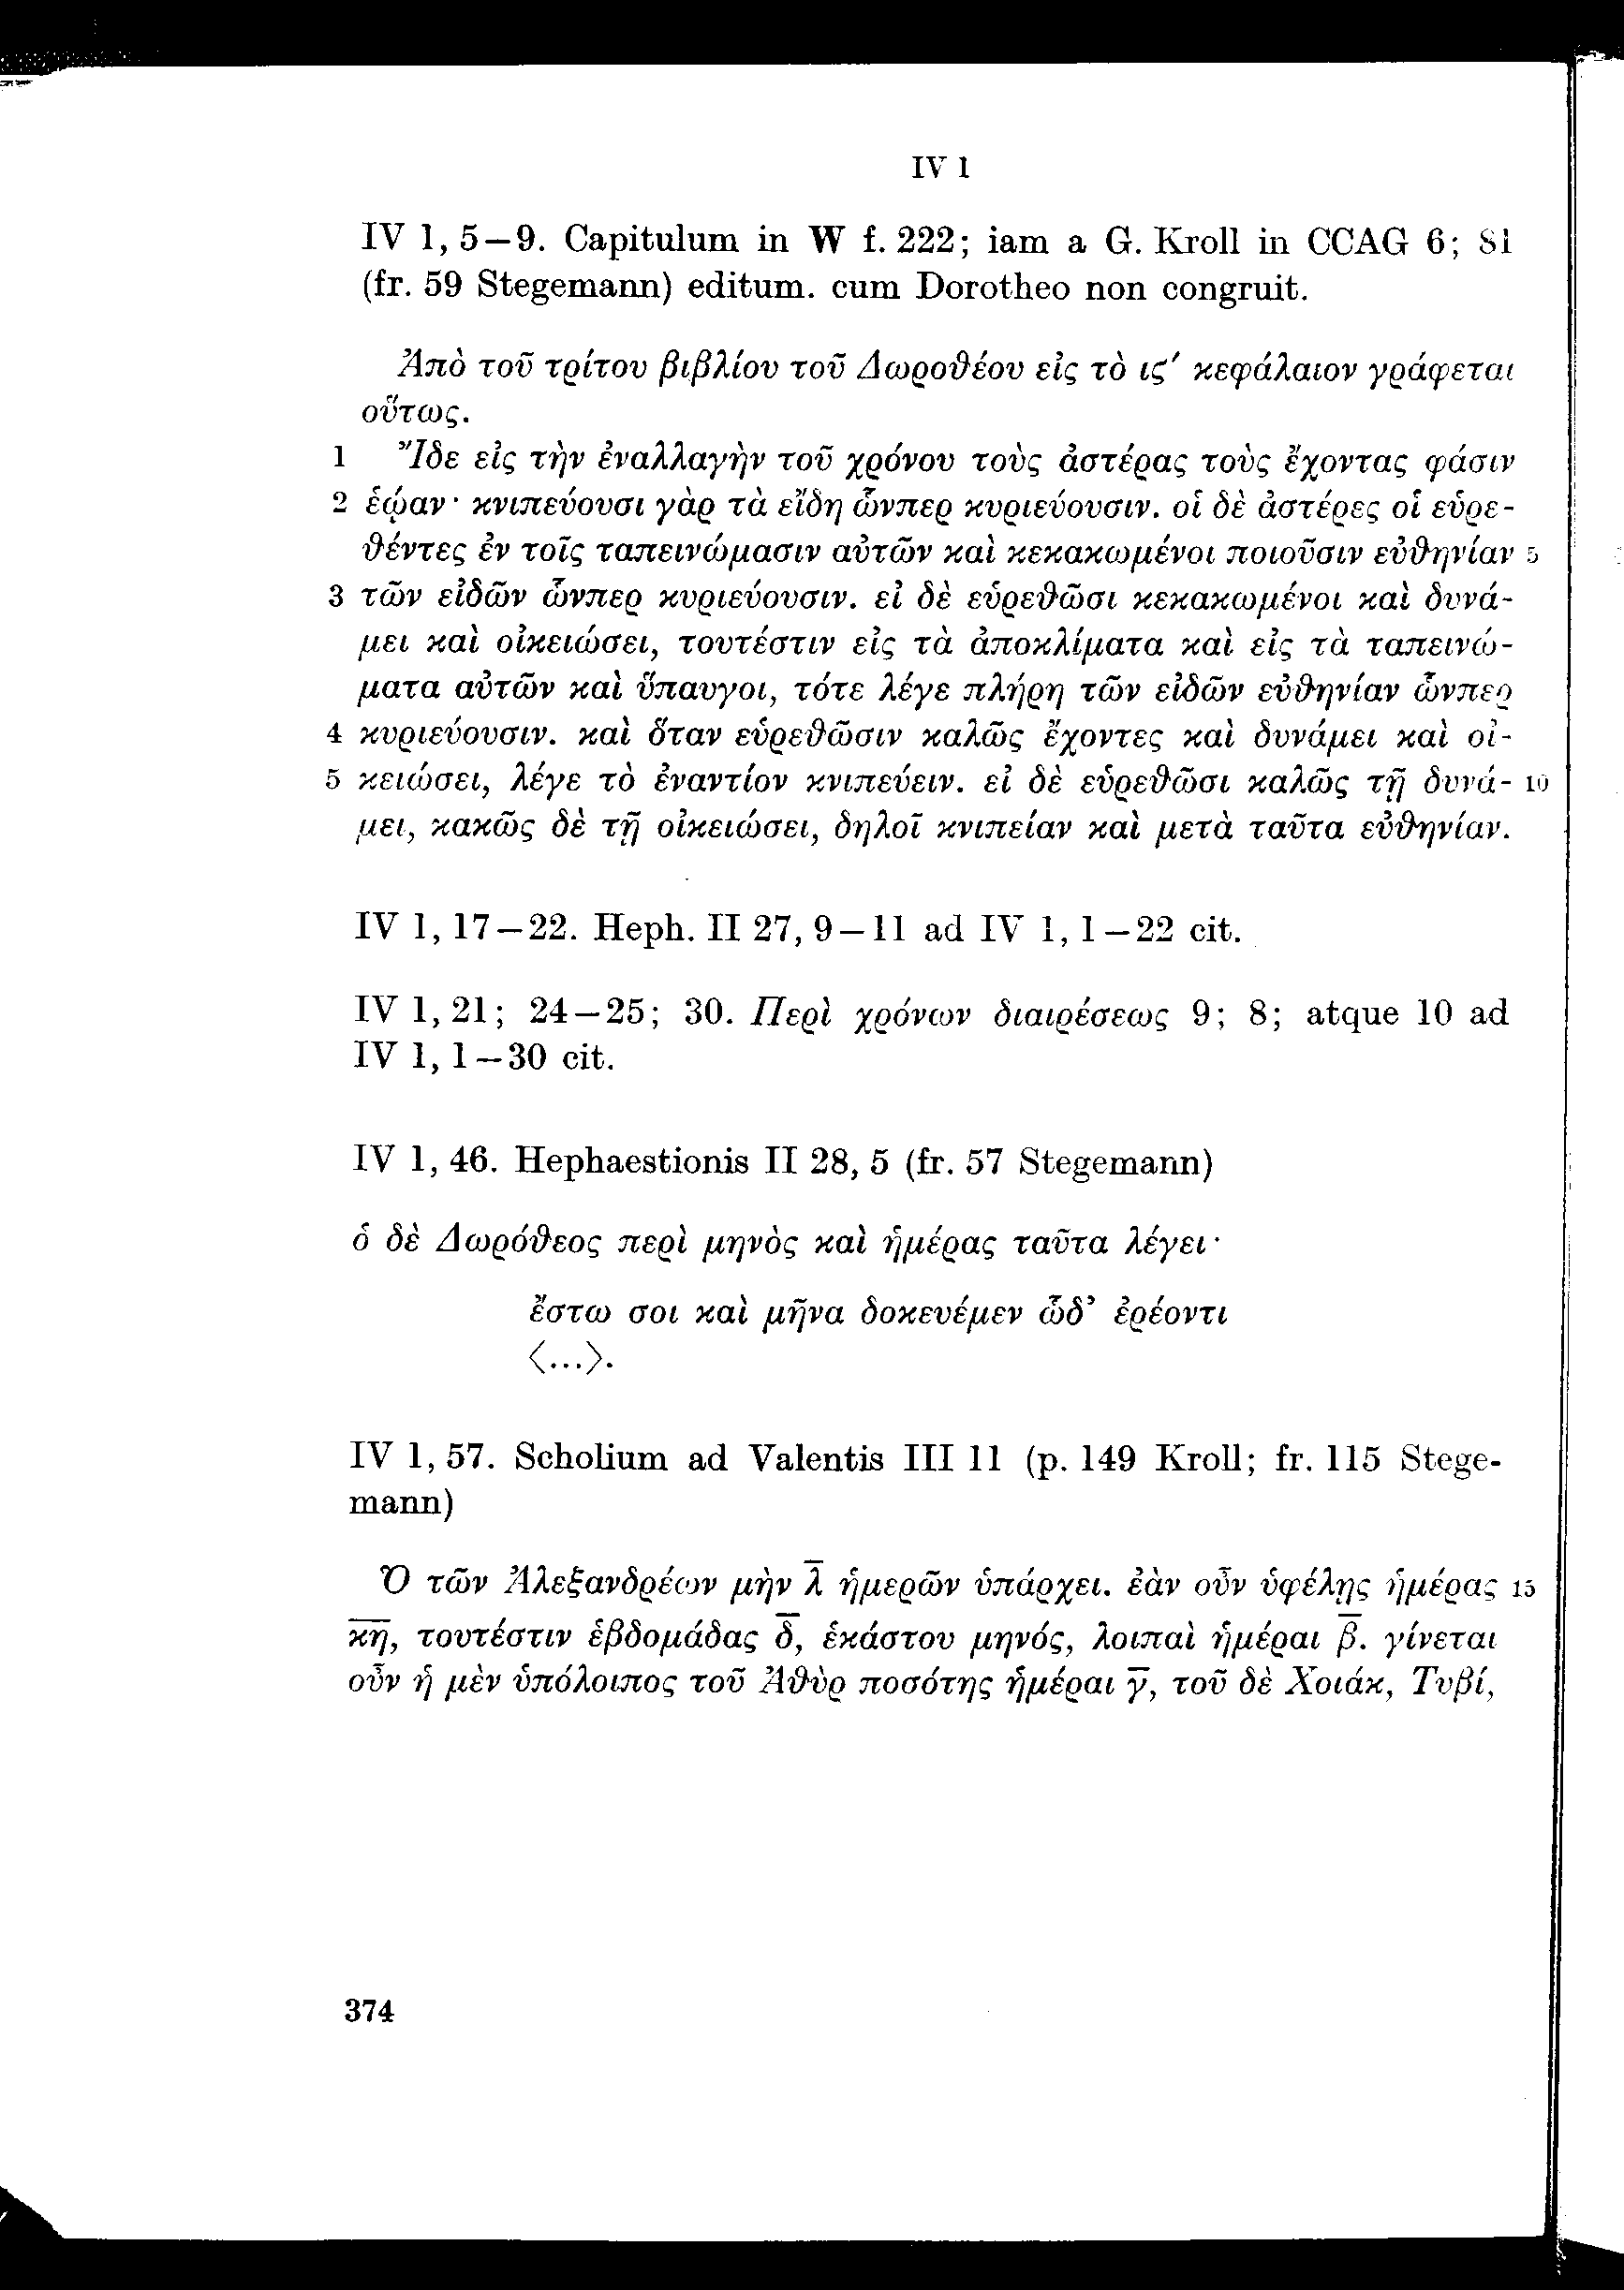 IV 1
IV 1, 5–9. Capitulum in W f. 222; iam a G. Kroll in CCAG 6; 81
(fr. 59 Stegemann) editum. cum Dorotheo non congruit.
Ἀπὸ τοῦ τρίτου βιβλίου τοῦ Δωροθέου εἰς τὸ ις′ κεφάλαιον γράφεται
οὕτως.
1 Ἴδε εἰς τὴν ἐναλλαγὴν τοῦ χρόνου τοὺς ἀστέρας τοὺς ἔχοντας φάσιν
2 ἑῴαν· κνιπεύουσι γὰρ τὰ εἴδη ὧνπερ κυριεύουσιν. οἱ δὲ ἀστέρες οἱ εὑρε-
θέντες ἐν τοῖς ταπεινώμασιν αὐτῶν καὶ κεκακωμένοι ποιοῦσιν εὐθηνίαν 5
3 τῶν εἰδῶν ὧνπερ κυριεύουσιν. εἰ δὲ εὑρεθῶσι κεκακωμένοι καὶ δυνά-
μει καὶ οἰκειώσει, τουτέστιν εἰς τὰ ἀποκλίματα καὶ εἰς τὰ ταπεινώ-
ματα αὐτῶν καὶ ὕπαυγοι, τότε λέγε πλήρη τῶν εἰδῶν εὐθηνίαν ὧνπερ
4 κυριεύουσιν. καὶ ὅταν εὑρεθῶσιν καλῶς ἔχοντες καὶ δυνάμει καὶ οἰ-
5 κειώσει, λέγε τὸ ἐναντίον κνιπεύειν. εἰ δὲ εὑρεθῶσι καλῶς τῇ δυνά- 10
μει, κακῶς δὲ τῇ οἰκειώσει, δηλοῖ κνιπείαν καὶ μετὰ ταῦτα εὐθηνίαν.
IV 1, 17–22. Heph. II 27, 9–11 ad IV 1, 1–22 cit.
IV 1, 21; 24–25; 30. Περὶ χρόνων διαιρέσεως 9; 8; atque 10 ad
IV 1, 1–30 cit.
IV 1, 46. Hephaestionis II 28, 5 (fr. 57 Stegemann)
ὁ δὲ Δωρόθεος περὶ μηνὸς καὶ ἡμέρας ταῦτα λέγει·
ἔστω σοι καὶ μῆνα δοκευέμεν ὧδ’ ἐρέοντι
⟨...⟩.
IV 1, 57. Scholium ad Valentis III 11 (p. 149 Kroll; fr. 115 Stege-
mann)
Ὁ τῶν Ἀλεξανδρέων μὴν λ̅ ἡμερῶν ὑπάρχει. ἐὰν οὖν ὑφέλῃς ἡμέρας 15
κ̅η̅, τουτέστιν ἑβδομάδας δ̅, ἑκάστου μηνός, λοιπαὶ ἡμέραι β̅. γίνεται
οὖν ἡ μὲν ὑπόλοιπος τοῦ Ἀθὺρ ποσότης ἡμέραι γ̅, τοῦ δὲ Χοιάκ, Τυβί,
374